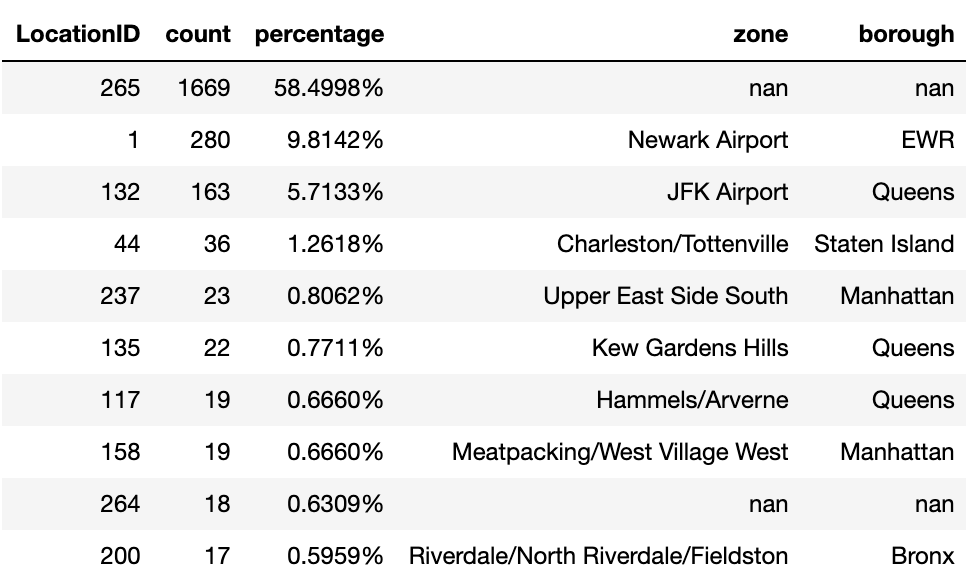 LocationID count percentage zone borough
265 1669 58.4998% nan nan
1 280 9.8142% Newark Airport EWR
132 163 5.7133% JFK Airport Queens
44 36 1.2618% Charleston/Tottenville Staten Island
237 23 0.8062% Upper East Side South Manhattan
135 22 0.7711% Kew Gardens Hills Queens
117 19 0.6660% Hammels/Arverne Queens
158 19 0.6660% Meatpacking/West Village West Manhattan
264 18 0.6309% nan nan
200 17 0.5959% Riverdale/North Riverdale/Fieldston Bronx